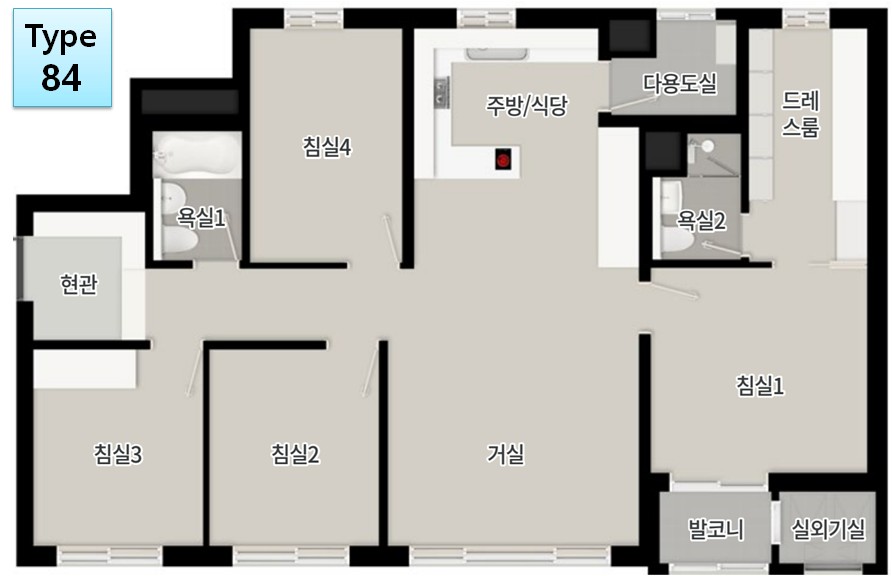 Type
84
주방/식당
다용도실
드레
스룸
침실4
욕실1
욕실2
현관
침실1
침실3
침실2
거실
발코니
실외기실